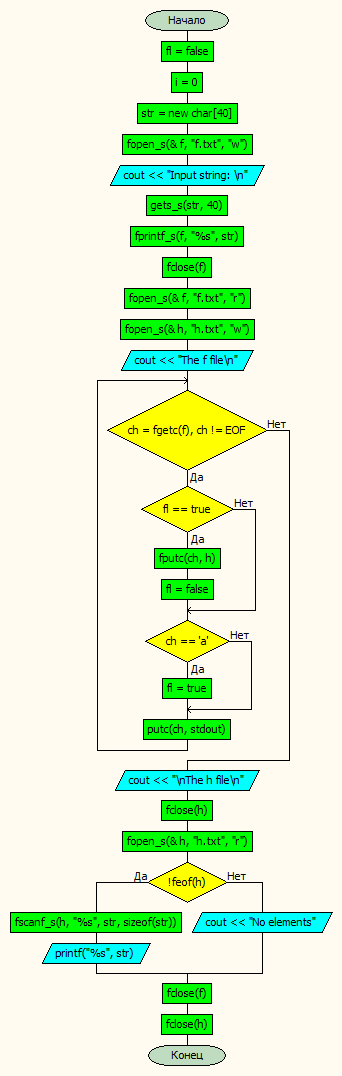 Начало
fl = false
i = 0
str = new char[40]
fopen_s(& f, "f.txt", "w")
cout << "Input string: \n"
gets_s(str, 40)
fprintf_s(f, "%s", str)
fclose(f)
fopen_s(& f, "f.txt", "r")
fopen_s(& h, "h.txt", "w")
cout << "The f file\n"
ch = fgetc(f), ch != EOF
Нет
Да
fl == true
Нет
Да
fputc(ch, h)
fl = false
ch == 'a'
Нет
Да
fl = true
putc(ch, stdout)
cout << "\nThe h file\n"
fclose(h)
fopen_s(& h, "h.txt", "r")
Да
!feof(h)
Нет
fscanf_s(h, "%s", str, sizeof(str))
cout << "No elements"
printf("%s", str)
fclose(f)
fclose(h)
Конец